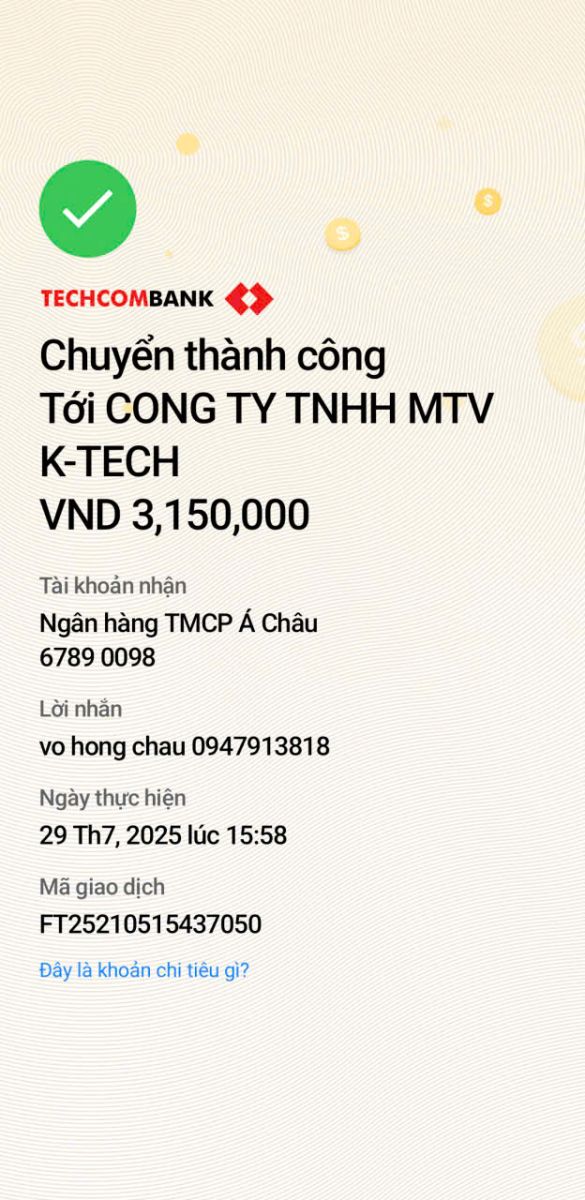 TECHCOMBANK
Chuyển thành công
Tới CONG TY TNHH MTV
K-TECH
VND 3,150,000
Tài khoản nhận
Ngân hàng TMCP Á Châu
6789 0098
Lời nhắn
vo hong chau 0947913818
Ngày thực hiện
29 Th7, 2025 lúc 15:58
Mã giao dịch
FT25210515437050
Đây là khoản chi tiêu gì?